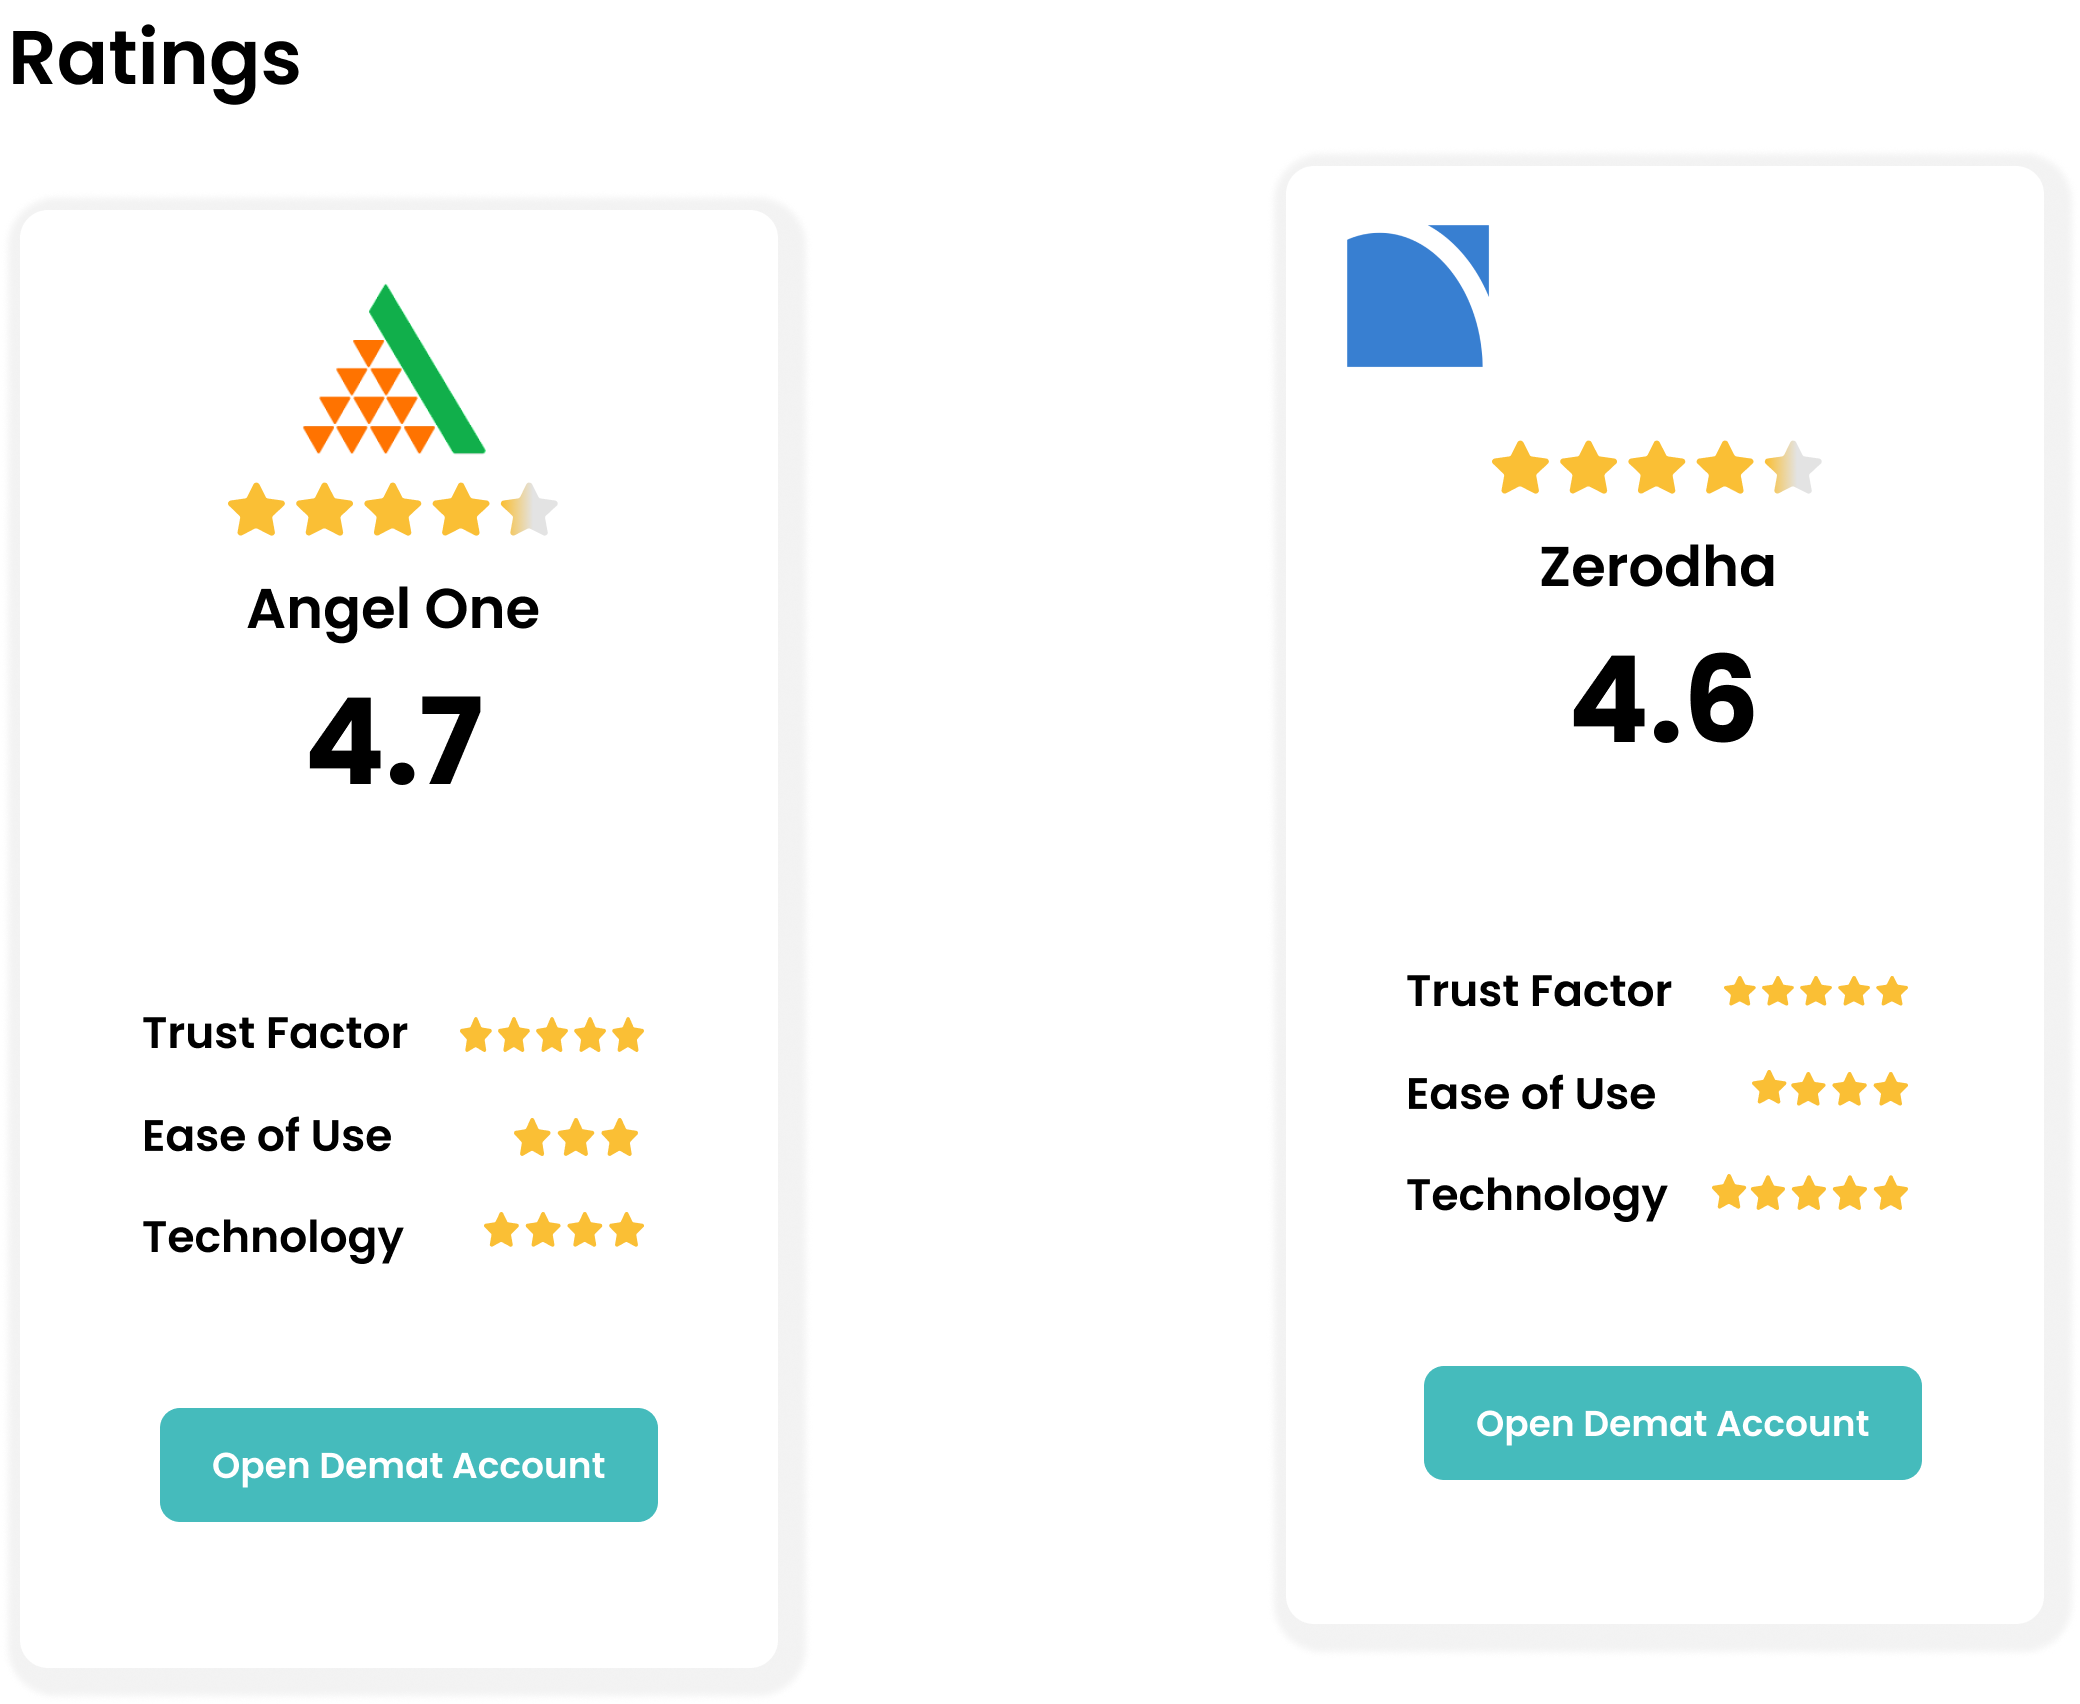 Ratings
Angel One
4.7
Trust Factor
Ease of Use
Technology
Open Demat Account
Zerodha
4.6
Trust Factor
Ease of Use
Technology
Open Demat Account